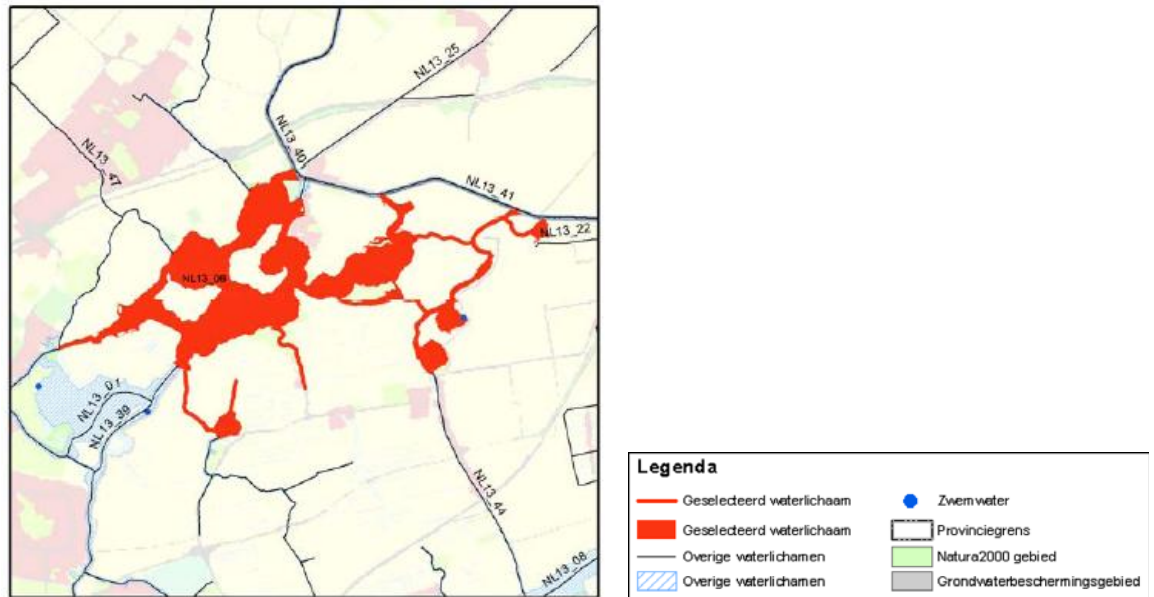 NL13_25
NL13_47
NL13_401
NL13_41
NL13_22
NL13_06
NL13_01
NL13_39
NL13_44
NL13_08
Legenda
Geselecteerd waterlichaam
Geselecteerd waterlichaam
Overige waterlichamen
Overige waterlichamen
Zwemwater
Provinciegrens
Natura2000 gebied
Grondwaterbeschermingsgebied